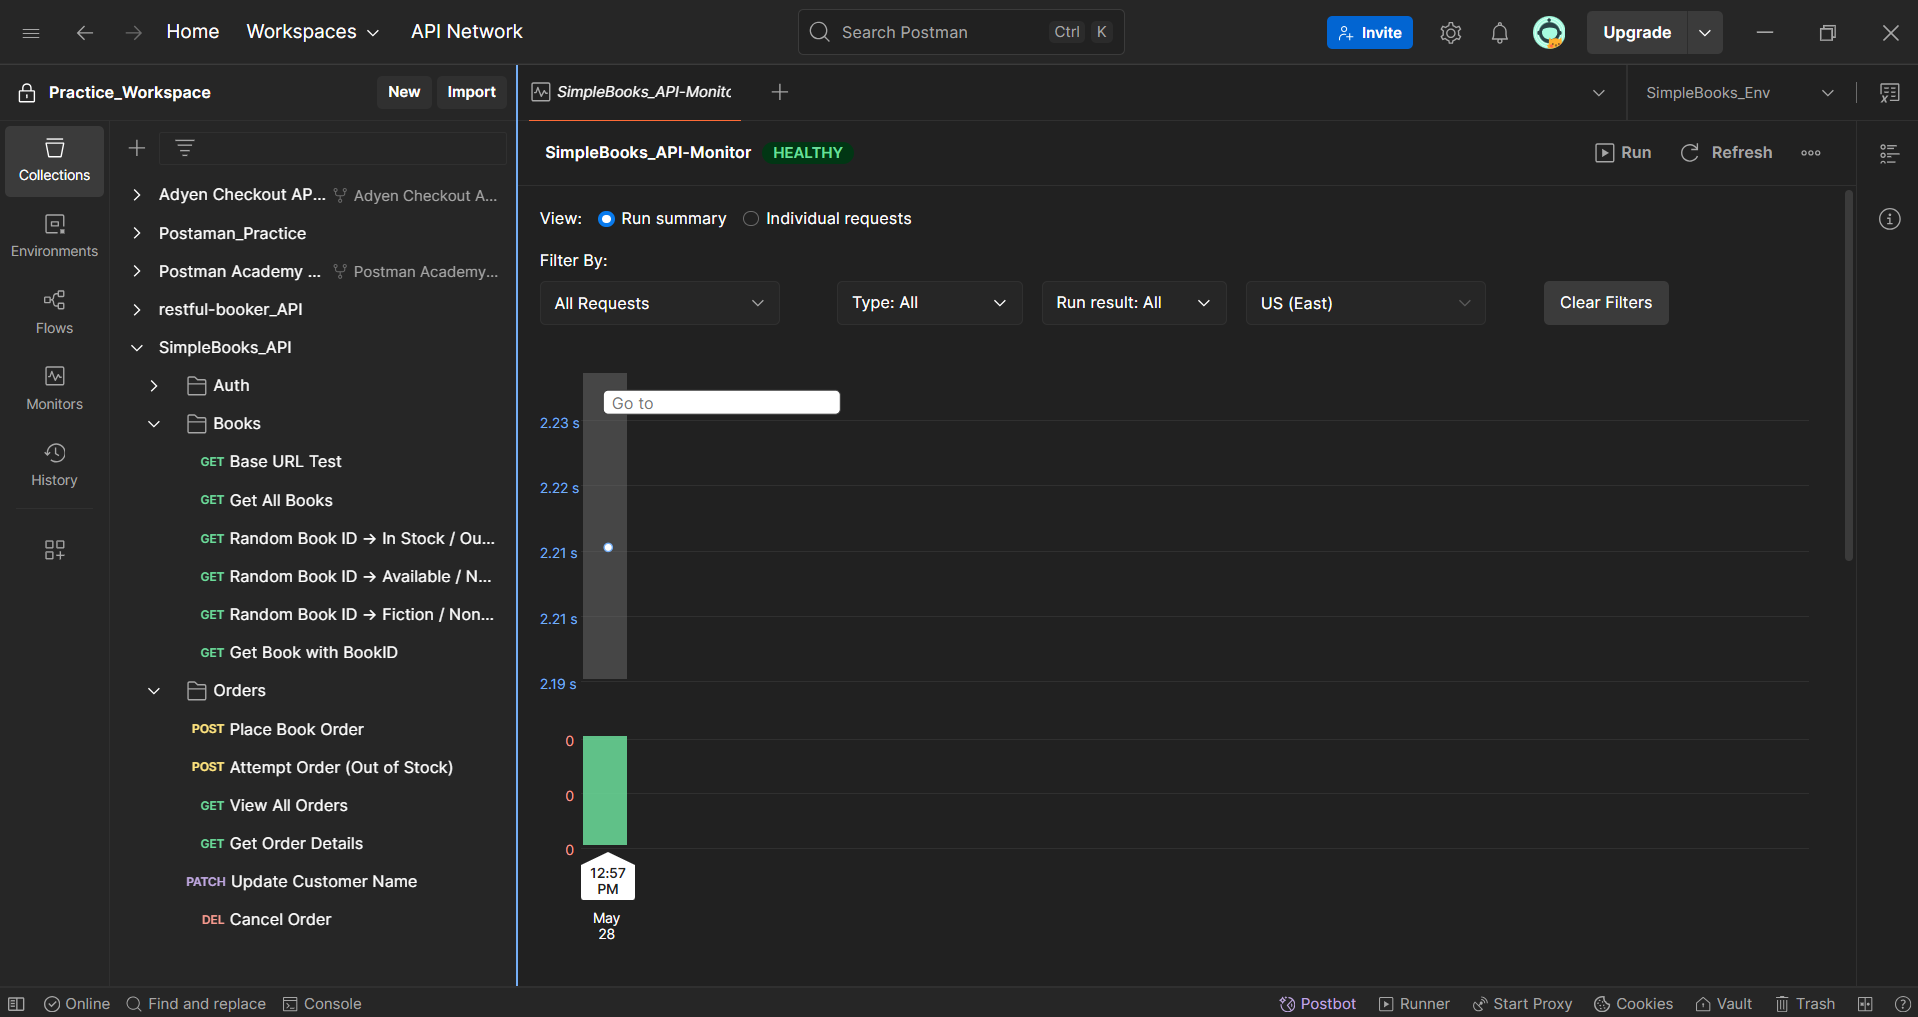 Home Workspaces API Network Search Postman Ctrl K Invite Upgrade
Practice_Workspace New Import SimpleBooks_API-Monitc SimpleBooks_Env
Collections
Environments
Flows
Monitors
History
Adyen Checkout AP... Adyen Checkout A...
Postaman_Practice
Postman Academy ... Postman Academy...
restful-booker_API
SimpleBooks_API
Auth
Books
GET Base URL Test
GET Get All Books
GET Random Book ID → In Stock / Ou...
GET Random Book ID → Available / N...
GET Random Book ID → Fiction / Non...
GET Get Book with BookID
Orders
POST Place Book Order
POST Attempt Order (Out of Stock)
GET View All Orders
GET Get Order Details
PATCH Update Customer Name
DEL Cancel Order
SimpleBooks_API-Monitor HEALTHY Run Refresh
View: Run summary Individual requests
Filter By:
All Requests Type: All Run result: All US (East) Clear Filters
Go to
2.23 s
2.22 s
2.21 s
2.21 s
2.19 s
0
0
0
12:57
PM
May
28
Online Find and replace Console Postbot Runner Start Proxy Cookies Vault Trash